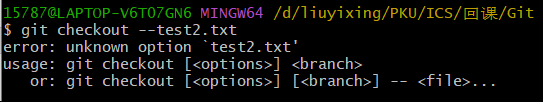 15787@LAPTOP-V6TO7GN6 MINGW64 /d/liuyixing/PKU/ICS/回课/Git
$ git checkout --test2.txt
error: unknown option `test2.txt'
usage: git checkout [<options>] <branch>
   or: git checkout [<options>] [<branch>] -- <file>...